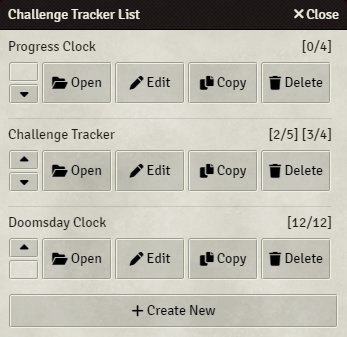 Challenge Tracker List ✕Close
Progress Clock [0/4]
Open Edit Copy Delete
Challenge Tracker [2/5] [3/4]
Open Edit Copy Delete
Doomsday Clock [12/12]
Open Edit Copy Delete
+ Create New